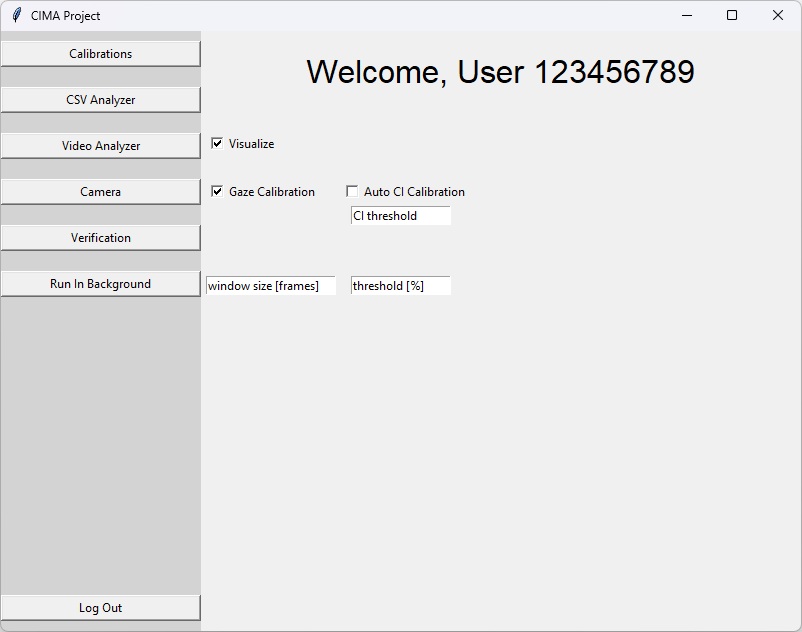 CIMA Project
Calibrations
Welcome, User 123456789
CSV Analyzer
Video Analyzer
Visualize
Camera
Gaze Calibration
Auto CI Calibration
CI threshold
Verification
Run In Background
window size [frames]
threshold [%]
Log Out